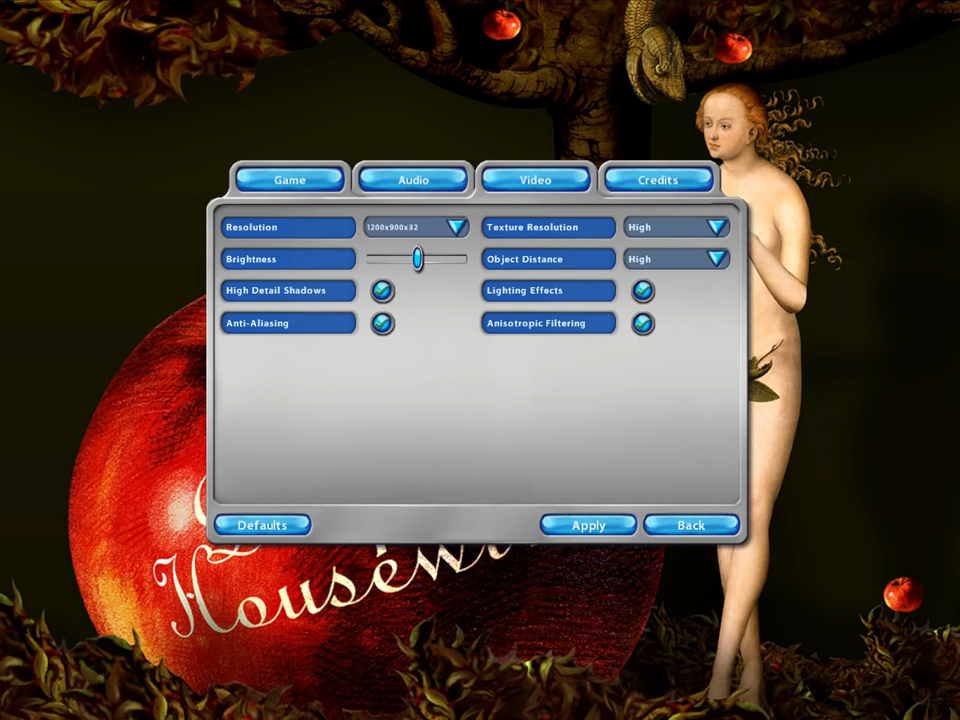 Game Audio Video Credits
Resolution 1200x900x32 Texture Resolution High
Brightness Object Distance High
High Detail Shadows Lighting Effects
Anti-Aliasing Anisotropic Filtering
Defaults Apply Back